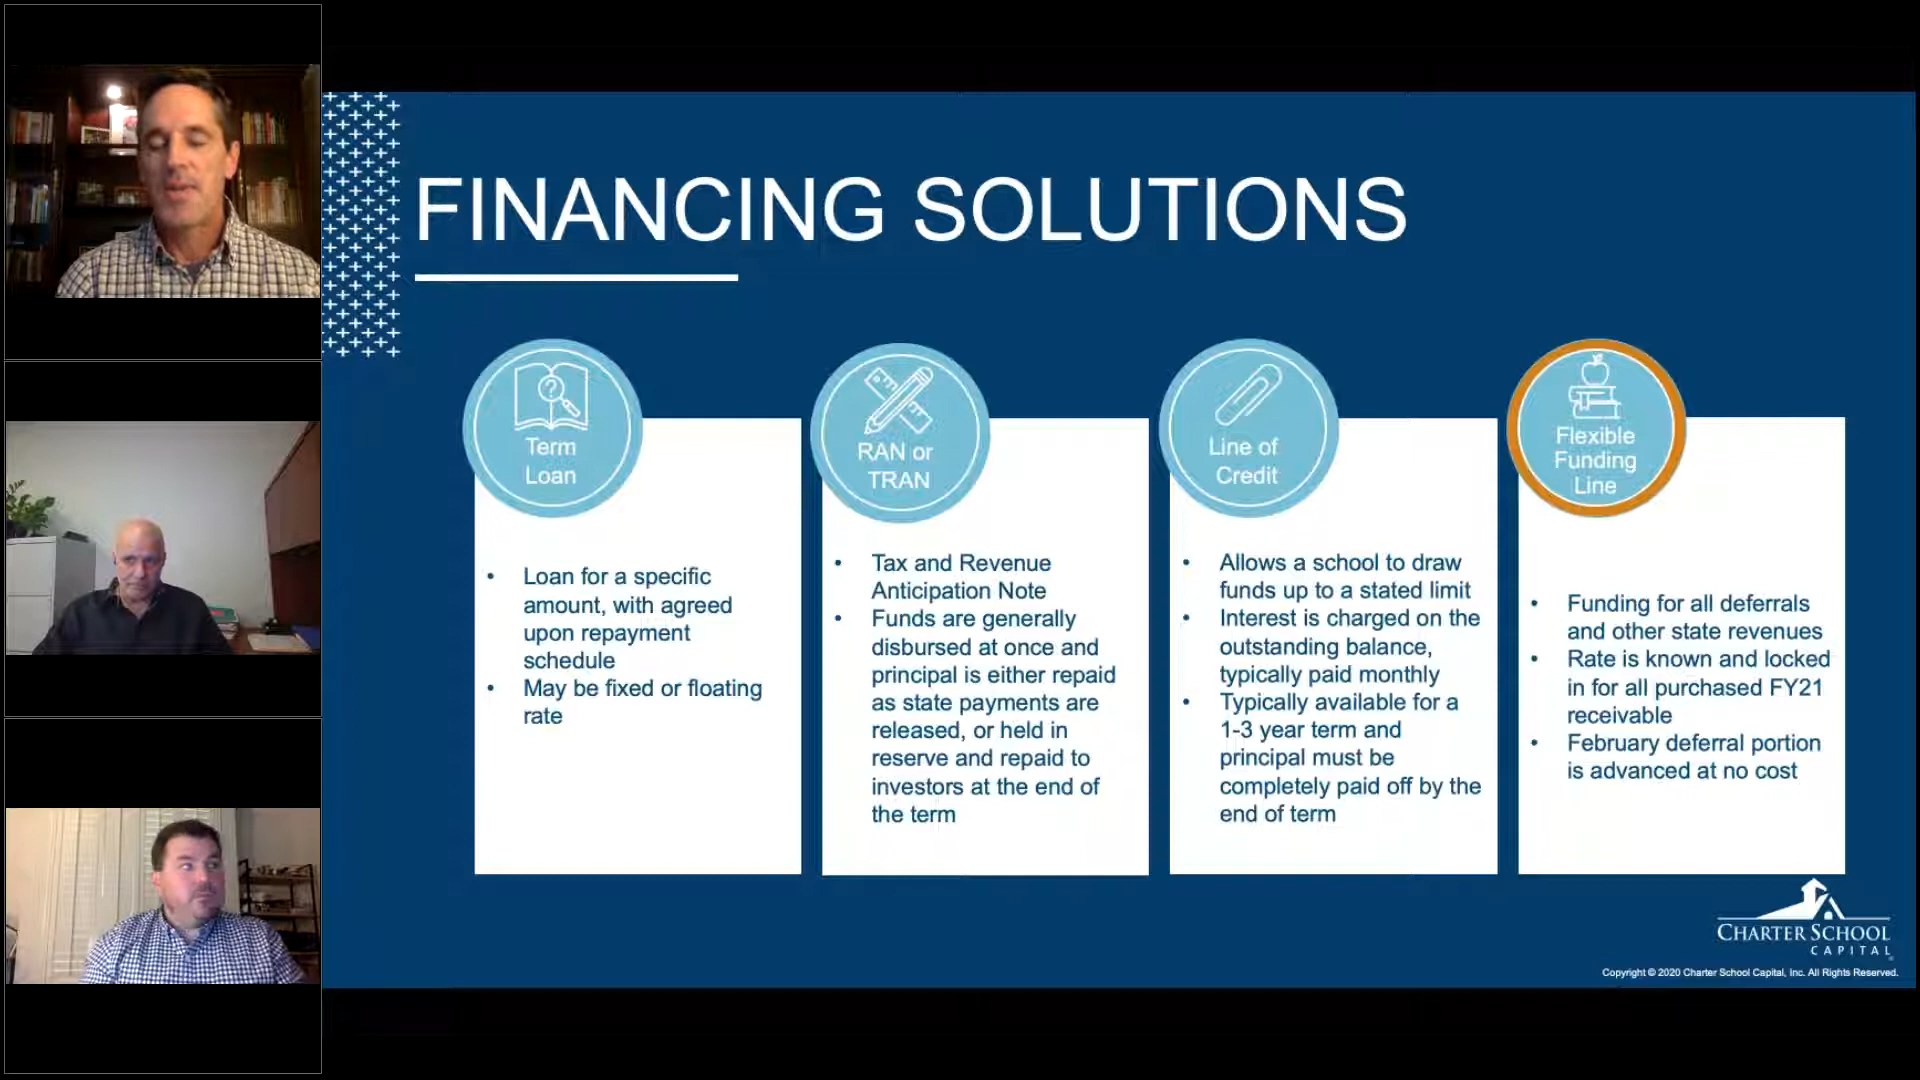 FINANCING SOLUTIONS
Term
Loan
• Loan for a specific
amount, with agreed
upon repayment
schedule
• May be fixed or floating
rate
RAN or
TRAN
• Tax and Revenue
Anticipation Note
• Funds are generally
disbursed at once and
principal is either repaid
as state payments are
released, or held in
reserve and repaid to
investors at the end of
the term
Line of
Credit
• Allows a school to draw
funds up to a stated limit
• Interest is charged on the
outstanding balance,
typically paid monthly
• Typically available for a
1-3 year term and
principal must be
completely paid off by the
end of term
Flexible
Funding
Line
• Funding for all deferrals
and other state revenues
• Rate is known and locked
in for all purchased FY21
receivable
• February deferral portion
is advanced at no cost
CHARTER SCHOOL
CAPITAL
Copyright © 2020 Charter School Capital, Inc. All Rights Reserved.